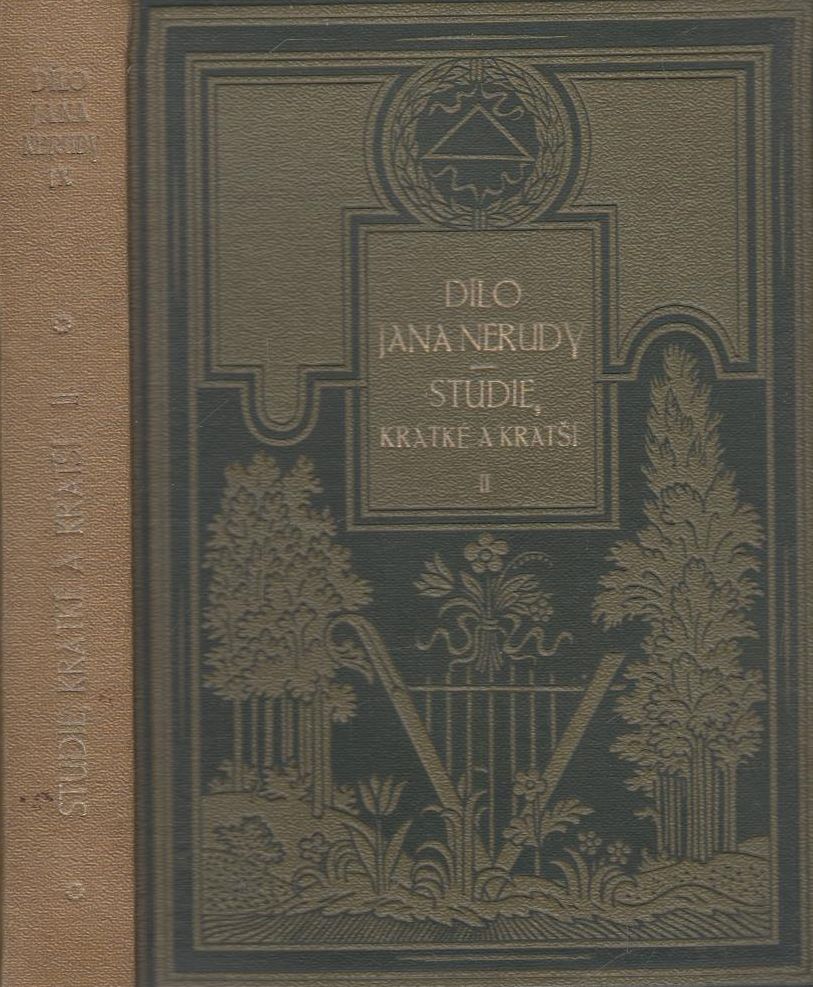 DÍLO
JANA NERUDY
IX
STUDIE, KRÁTKÉ A KRATŠÍ II
DÍLO
JANA NERUDY
STUDIE,
KRÁTKÉ A KRATŠÍ
II